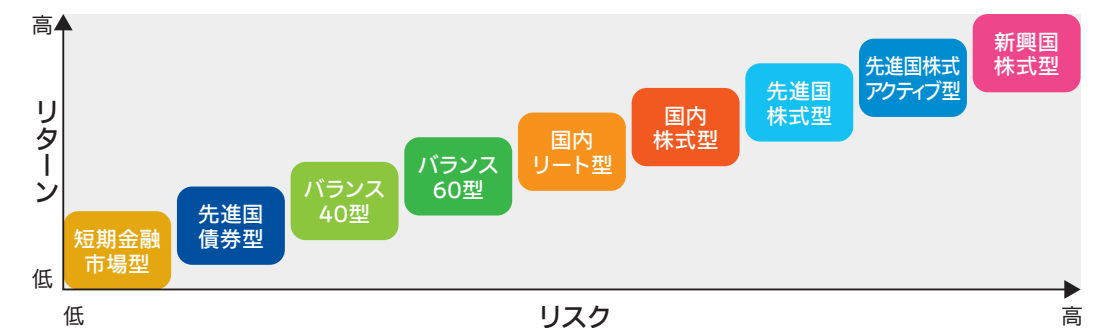 高
リターン
低
短期金融
市場型
先進国
債券型
バランス
40型
バランス
60型
国内
リート型
国内
株式型
先進国
株式型
先進国株式
アクティブ型
新興国
株式型
低
リスク
高